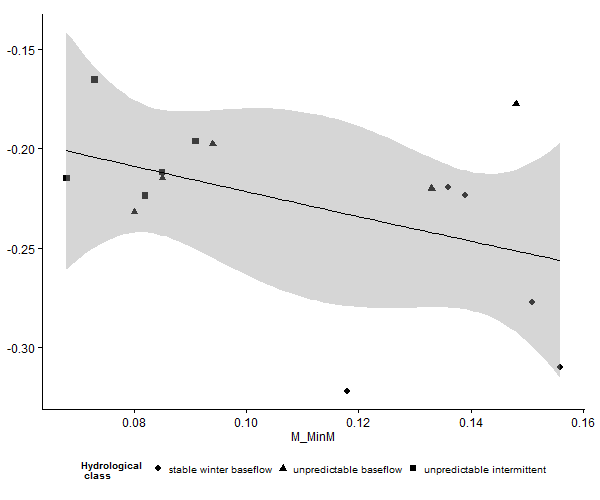 -0.15
-0.20
-0.25
-0.30
0.08 0.10 0.12 0.14 0.16
M_MinM
Hydrological
class
stable winter baseflow unpredictable baseflow unpredictable intermittent